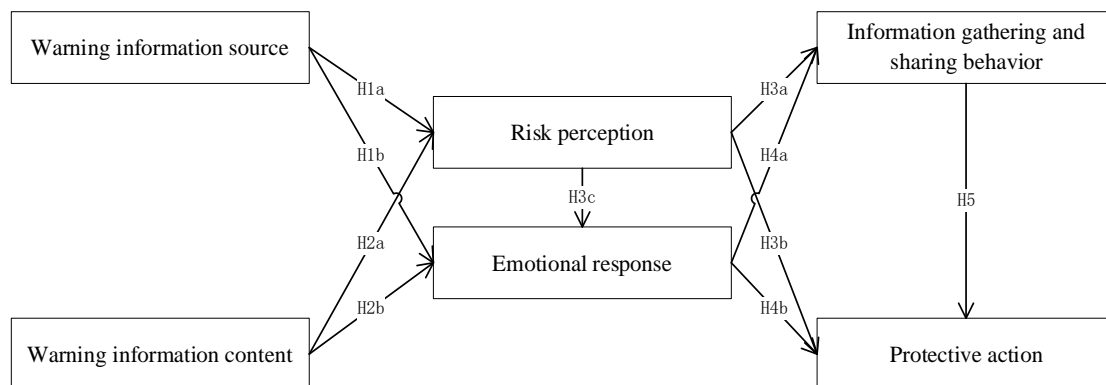 Warning information source
Information gathering and
sharing behavior
H1a
H3a
Risk perception
H1b
H4a
H3c
H5
H2a
H3b
Emotional response
H2b
H4b
Warning information content
Protective action